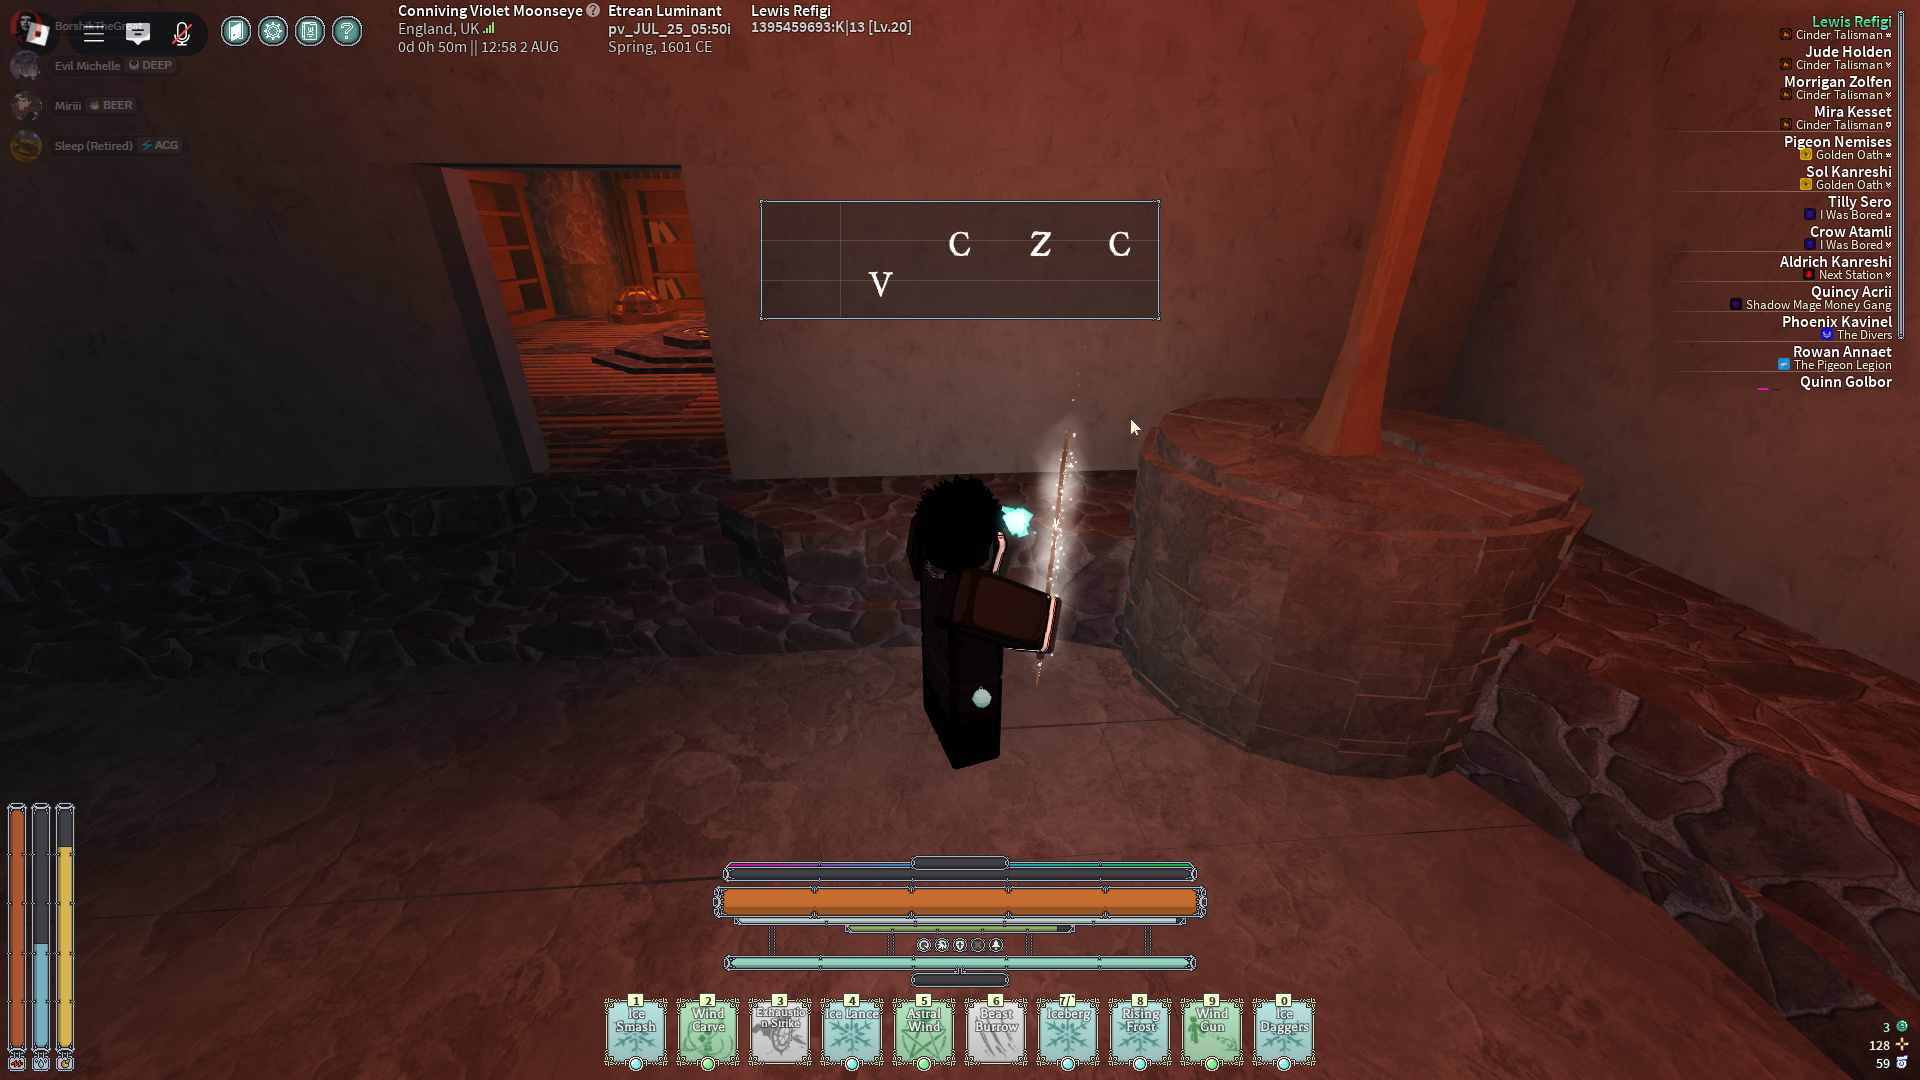 BorshikTheGreat
Evil Michelle DEEP
Miriii BEER
Sleep (Retired) ACG
Conniving Violet Moonseye ?
England, UK
0d 0h 50m || 12:58 2 AUG
Etrean Luminant
pv_JUL_25_05:50i
Spring, 1601 CE
Lewis Refigi
1395459693:K|13 [Lv.20]
Lewis Refigi
Cinder Talisman
Jude Holden
Cinder Talisman
Morrigan Zolfen
Cinder Talisman
Mira Kesset
Cinder Talisman
Pigeon Nemises
Golden Oath
Sol Kanreshi
Golden Oath
Tilly Sero
I Was Bored
Crow Atamli
I Was Bored
Aldrich Kanreshi
Next Station
Quincy Acrii
Shadow Mage Money Gang
Phoenix Kavinel
The Divers
Rowan Annaet
The Pigeon Legion
Quinn Golbor
C Z C
V
1 2 3 4 5 6 7/` 8 9 0
Ice Smash
Wind Carve
Exhaustio
n Strike
Ice Lance
Astral Wind
Beast Burrow
Iceberg
Rising Frost
Wind Gun
Ice Daggers
3
128
59